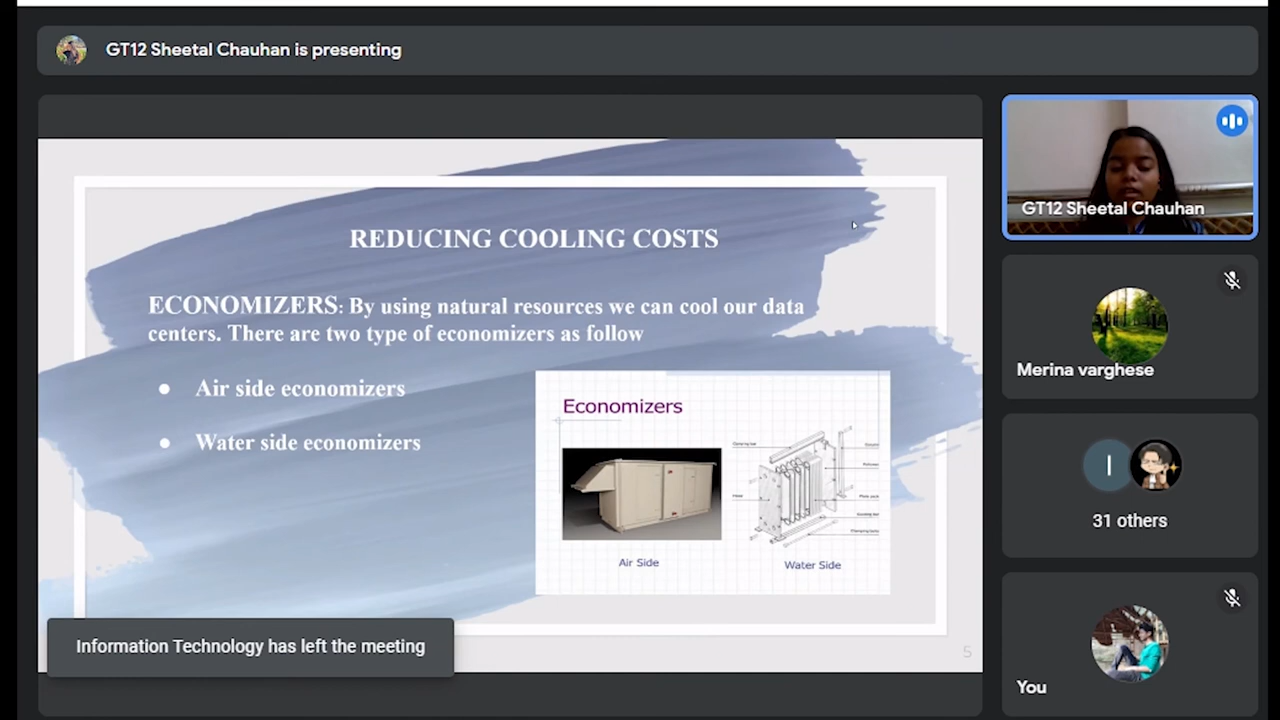 GT12 Sheetal Chauhan is presenting
REDUCING COOLING COSTS
ECONOMIZERS: By using natural resources we can cool our data
centers. There are two type of economizers as follow
● Air side economizers
● Water side economizers
Economizers
Air Side
Water Side
5
Information Technology has left the meeting
GT12 Sheetal Chauhan
Merina varghese
I
31 others
You